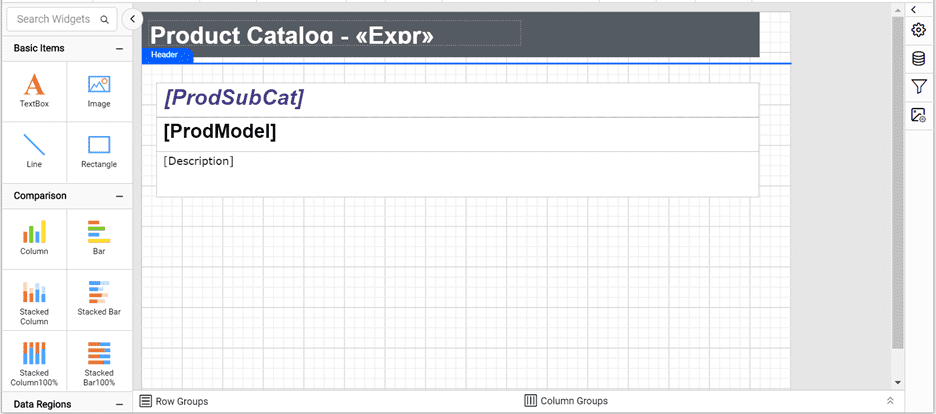 Search Widgets
Basic Items
TextBox
Image
Line
Rectangle
Comparison
Column
Bar
Stacked
Column
Stacked Bar
Stacked
Column100%
Stacked
Bar100%
Data Regions
Product Catalog - «Expr»
Header
[ProdSubCat]
[ProdModel]
[Description]
Row Groups
Column Groups